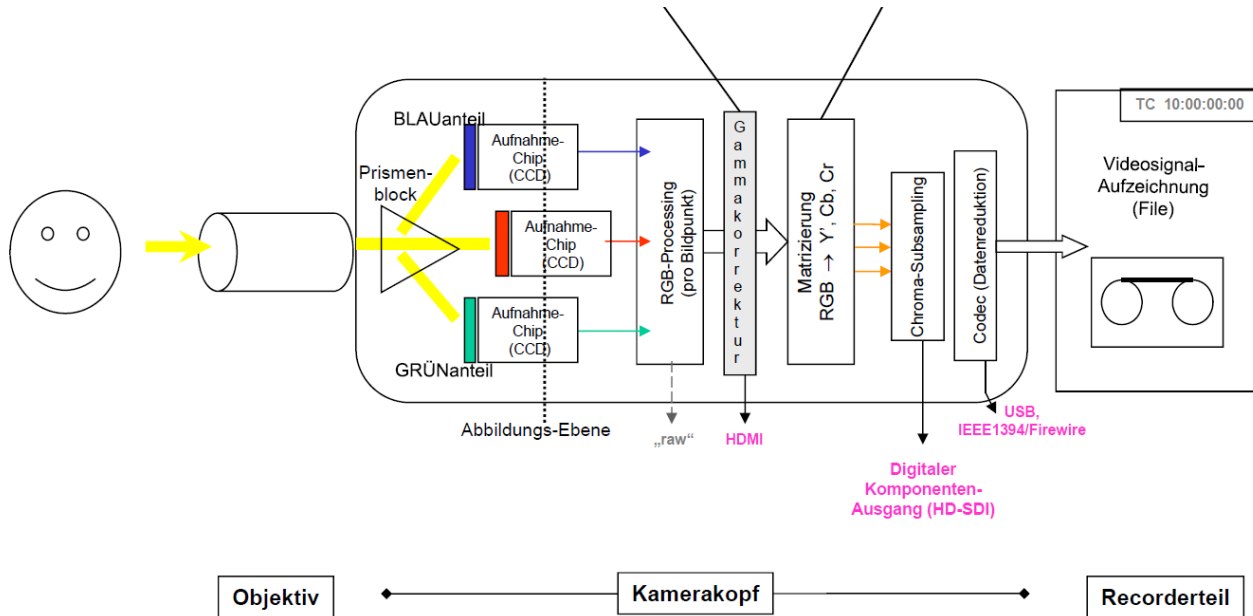 TC 10:00:00:00
BLAUanteil
Aufnahme-
Chip
(CCD)
Prismen-
block
Aufnahme-
Chip
(CCD)
Aufnahme-
Chip
(CCD)
GRÜNanteil
Abbildungs-Ebene
RGB-Processing
(pro Bildpunkt)
„raw“
Gammakorrektur
HDMI
Matrizierung
RGB → Y', Cb, Cr
Chroma-Subsampling
Digitaler
Komponenten-
Ausgang (HD-SDI)
Codec (Datenreduktion)
USB,
IEEE1394/Firewire
Videosignal-
Aufzeichnung
(File)
Objektiv
Kamerakopf
Recorderteil